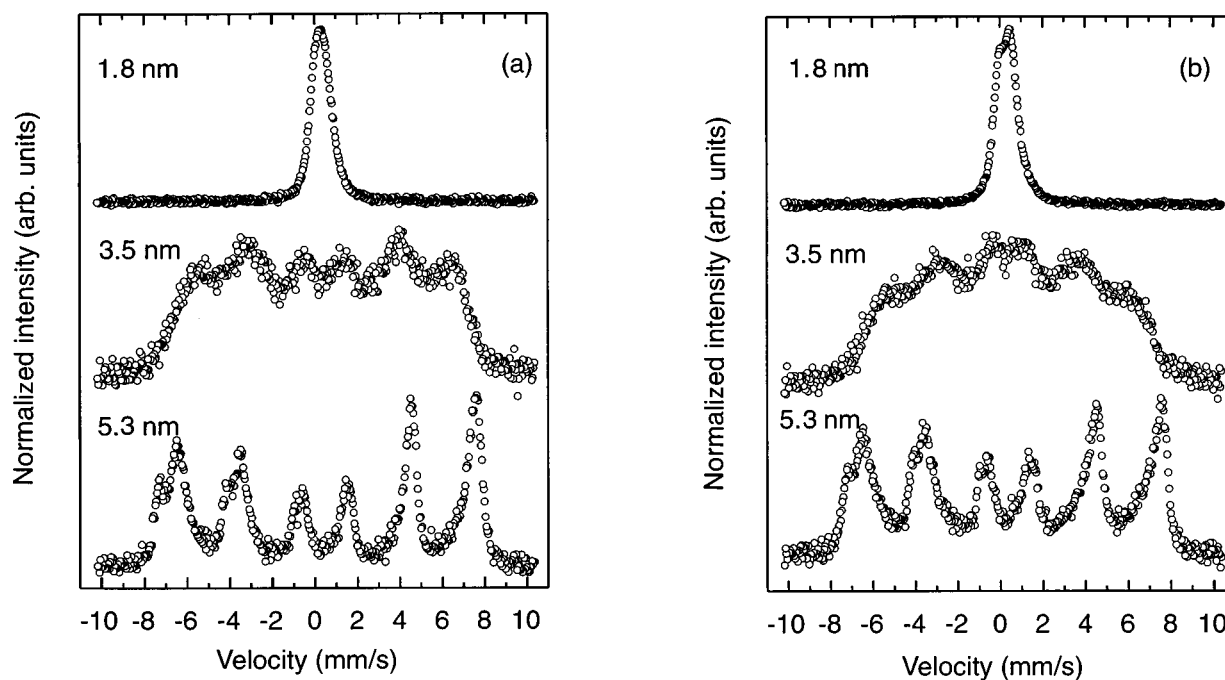 Normalized intensity (arb. units)
(a)
1.8 nm
3.5 nm
5.3 nm
-10 -8 -6 -4 -2 0 2 4 6 8 10
Velocity (mm/s)
Normalized intensity (arb. units)
(b)
1.8 nm
3.5 nm
5.3 nm
-10 -8 -6 -4 -2 0 2 4 6 8 10
Velocity (mm/s)